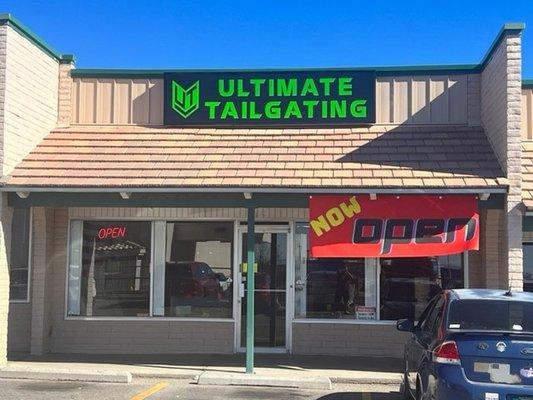 ULTIMATE
TAILGATING
NOW open
OPEN